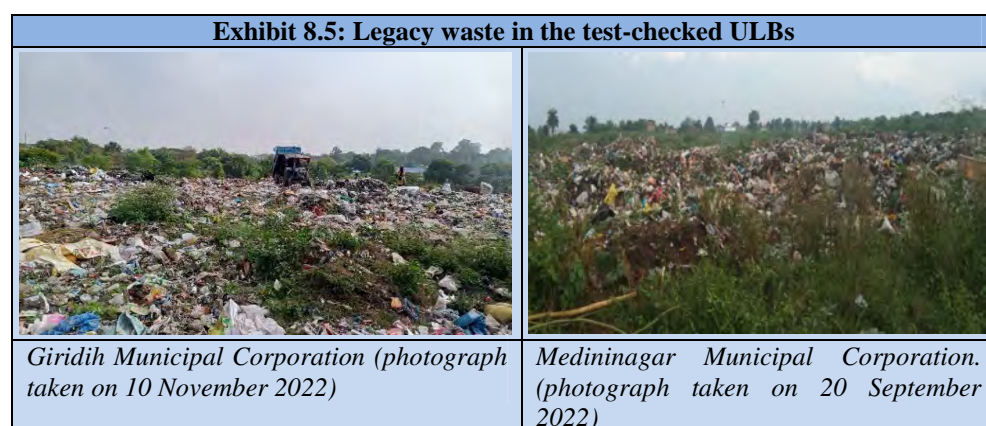 Exhibit 8.5: Legacy waste in the test-checked ULBs
Giridih Municipal Corporation (photograph
taken on 10 November 2022)
Medininagar Municipal Corporation.
(photograph taken on 20 September
2022)